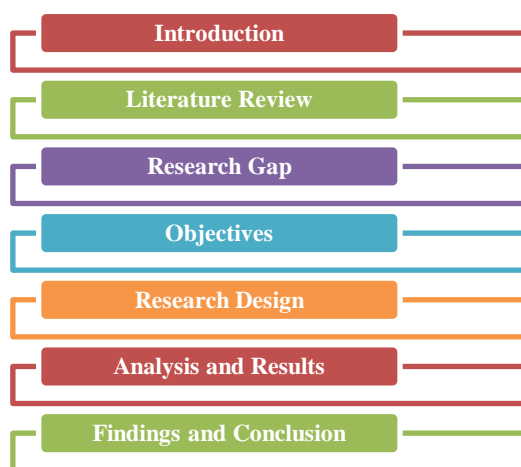 Introduction
Literature Review
Research Gap
Objectives
Research Design
Analysis and Results
Findings and Conclusion